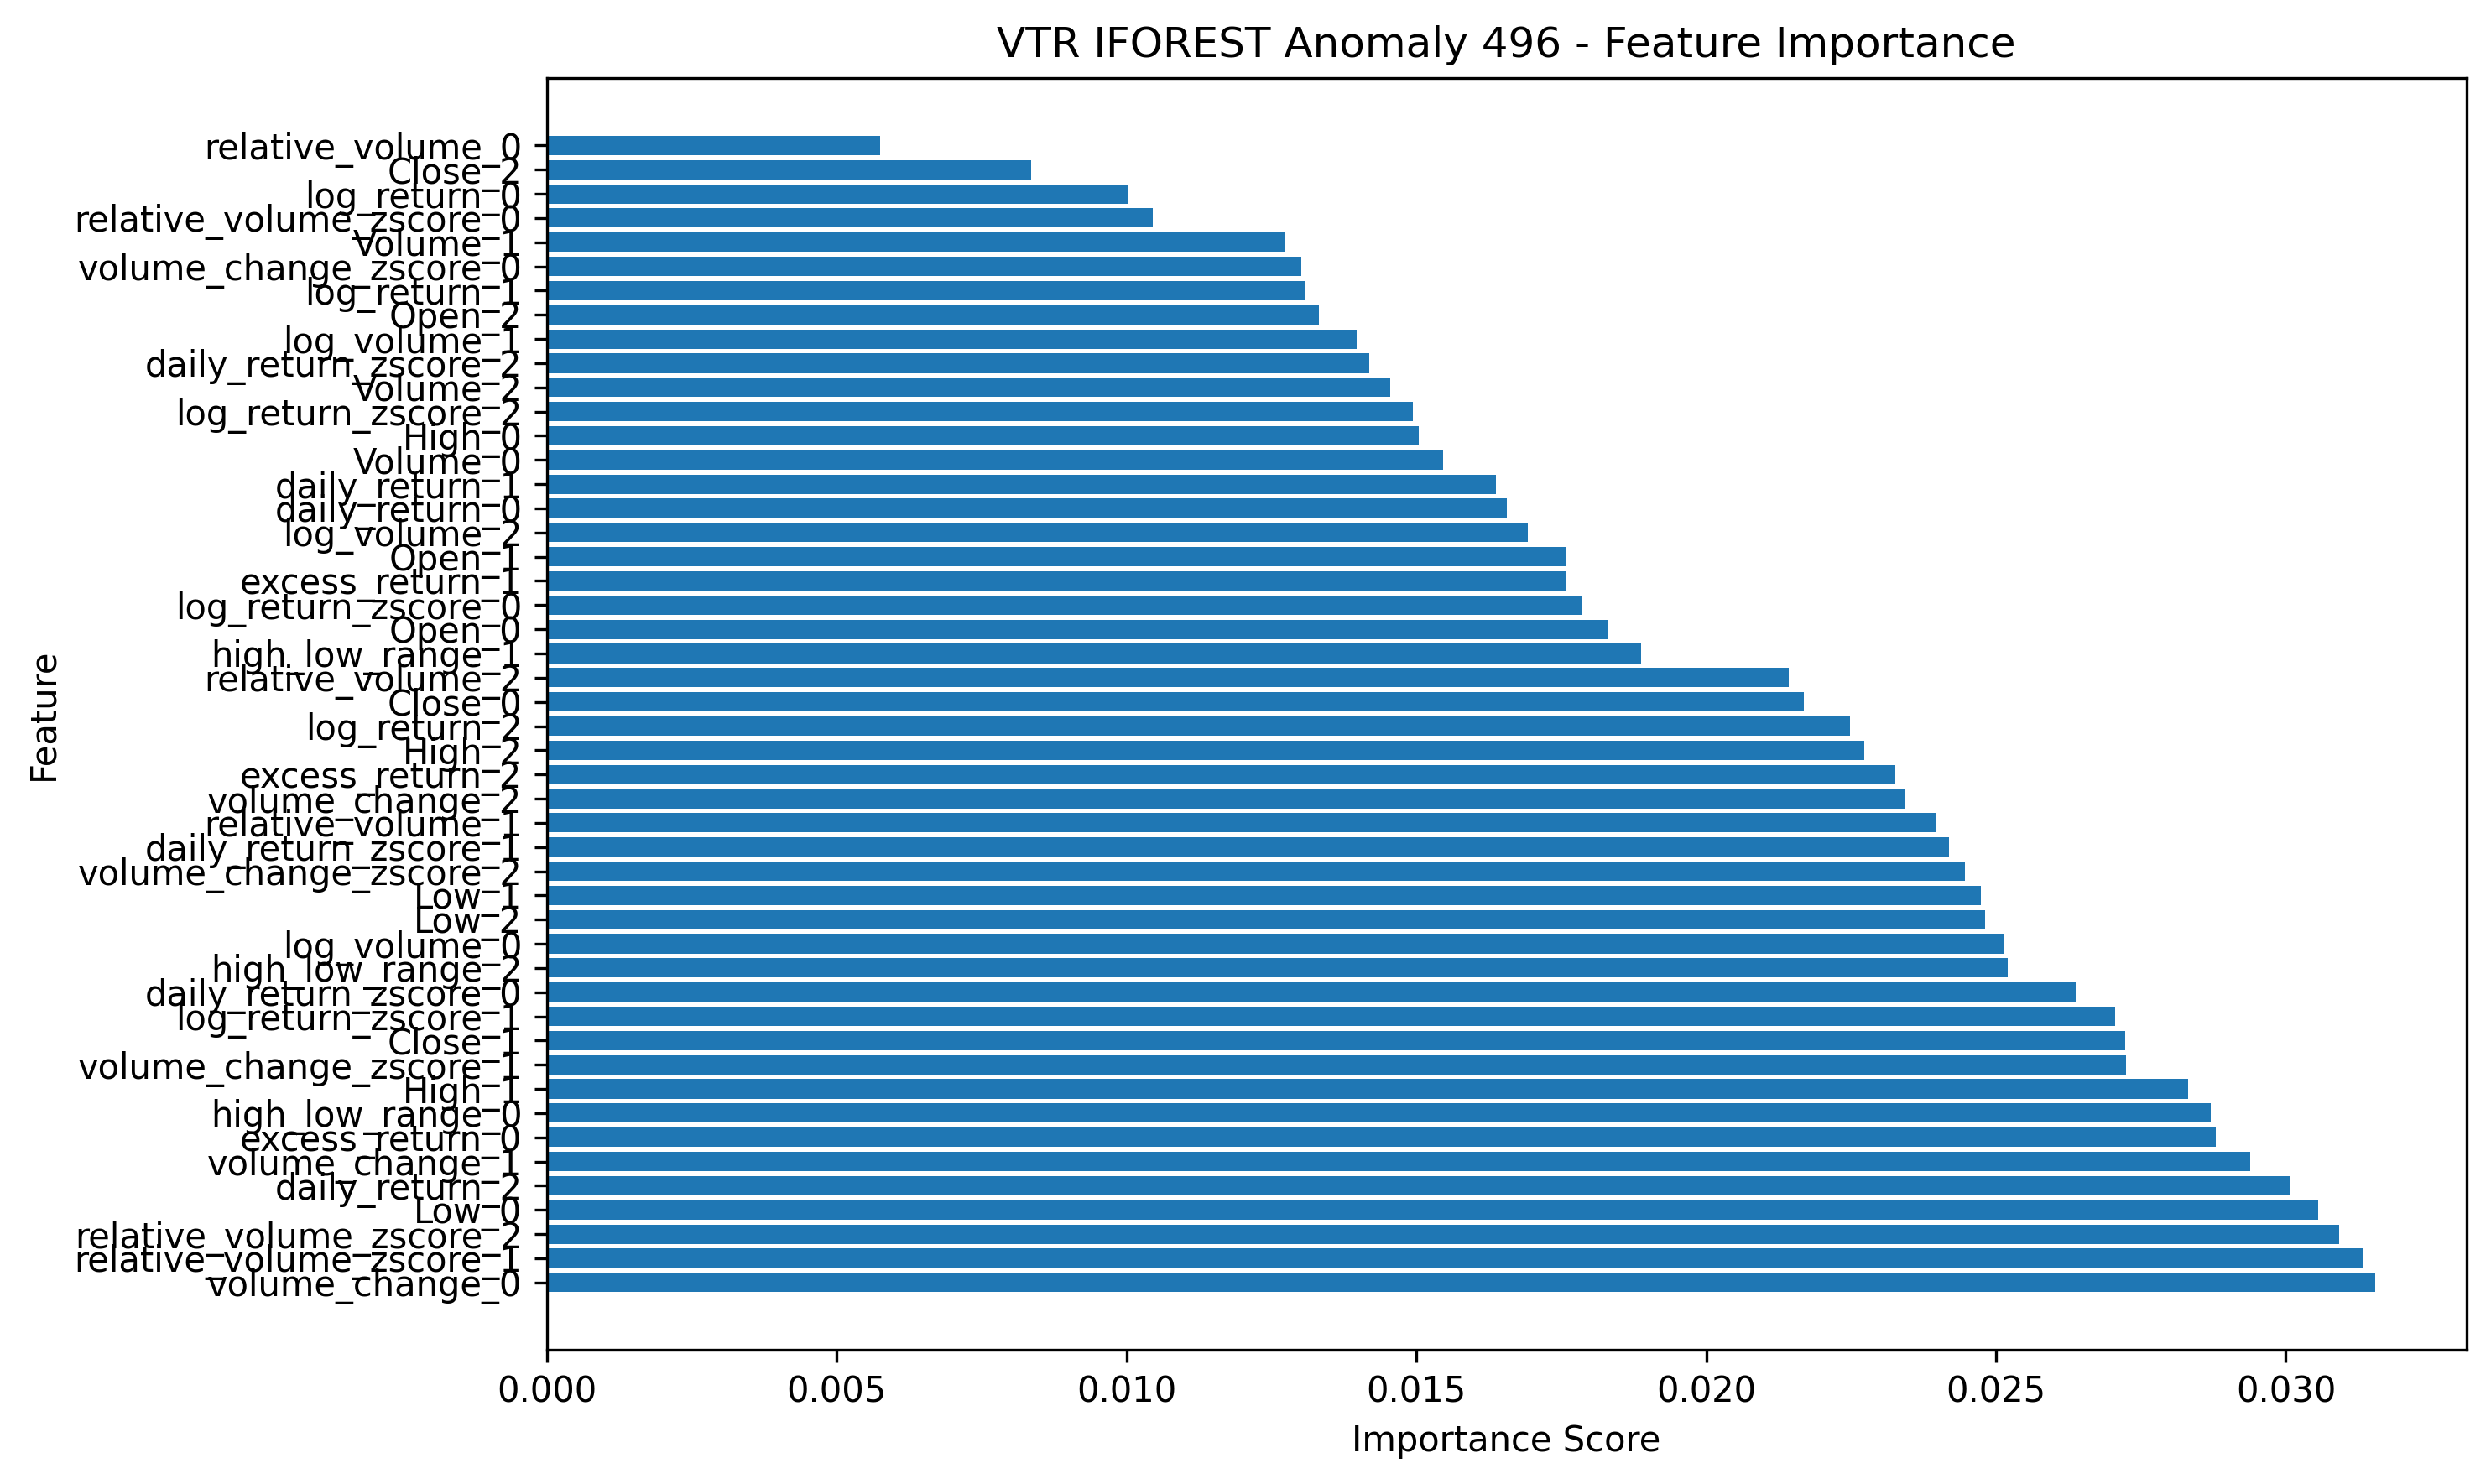 VTR IFOREST Anomaly 496 - Feature Importance
relative_volume_0
Close_2
log_return_0
relative_volume_zscore_0
Volume_1
volume_change_zscore_0
log_return_1
Open_2
log_volume_1
daily_return_zscore_2
Volume_2
log_return_zscore_2
High_0
Volume_0
daily_return_1
daily_return_0
log_volume_2
Open_1
excess_return_1
log_return_zscore_0
Open_0
high_low_range_1
relative_volume_2
Close_0
log_return_2
High_2
excess_return_2
volume_change_2
relative_volume_1
daily_return_zscore_1
volume_change_zscore_2
Low_1
Low_2
log_volume_0
high_low_range_2
daily_return_zscore_0
log_return_zscore_1
Close_1
volume_change_zscore_1
High_1
high_low_range_0
excess_return_0
volume_change_1
daily_return_2
Low_0
relative_volume_zscore_2
relative_volume_zscore_1
volume_change_0
Feature
0.000 0.005 0.010 0.015 0.020 0.025 0.030
Importance Score